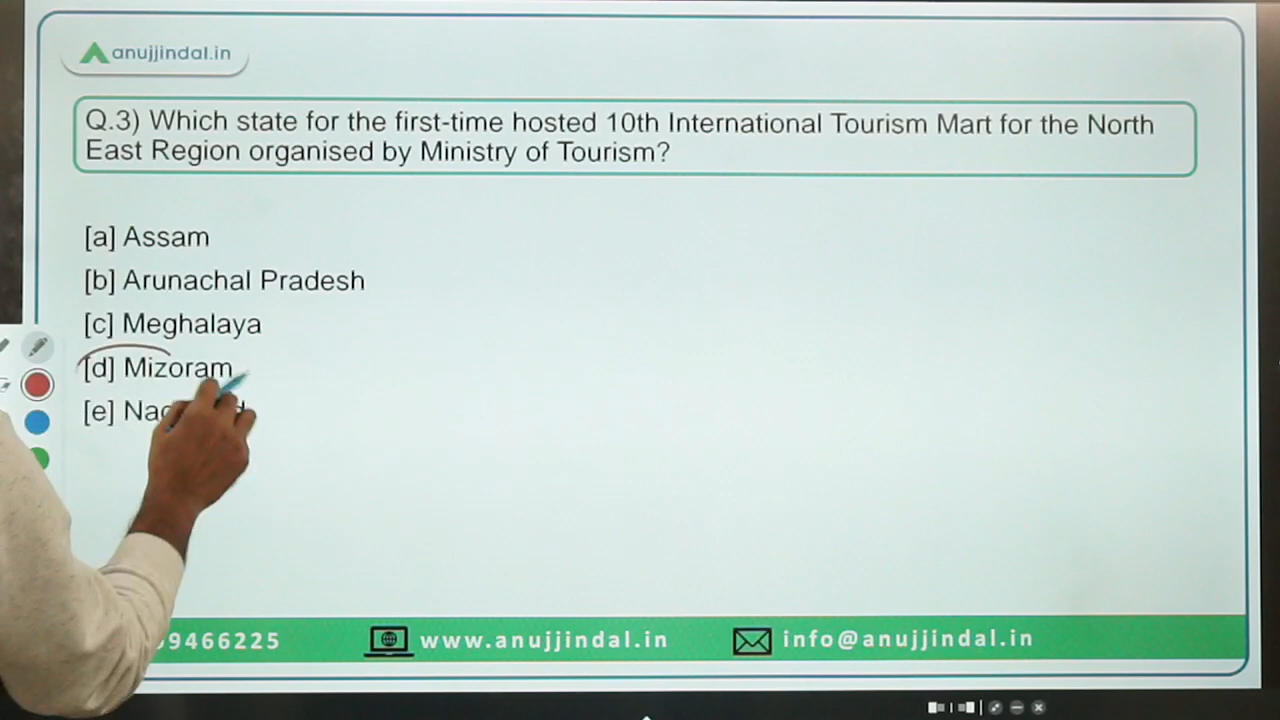 anujjindal.in
Q.3) Which state for the first-time hosted 10th International Tourism Mart for the North
East Region organised by Ministry of Tourism?
[a] Assam
[b] Arunachal Pradesh
[c] Meghalaya
[d] Mizoram
[e]
9466225 www.anujjindal.in info@anujjindal.in